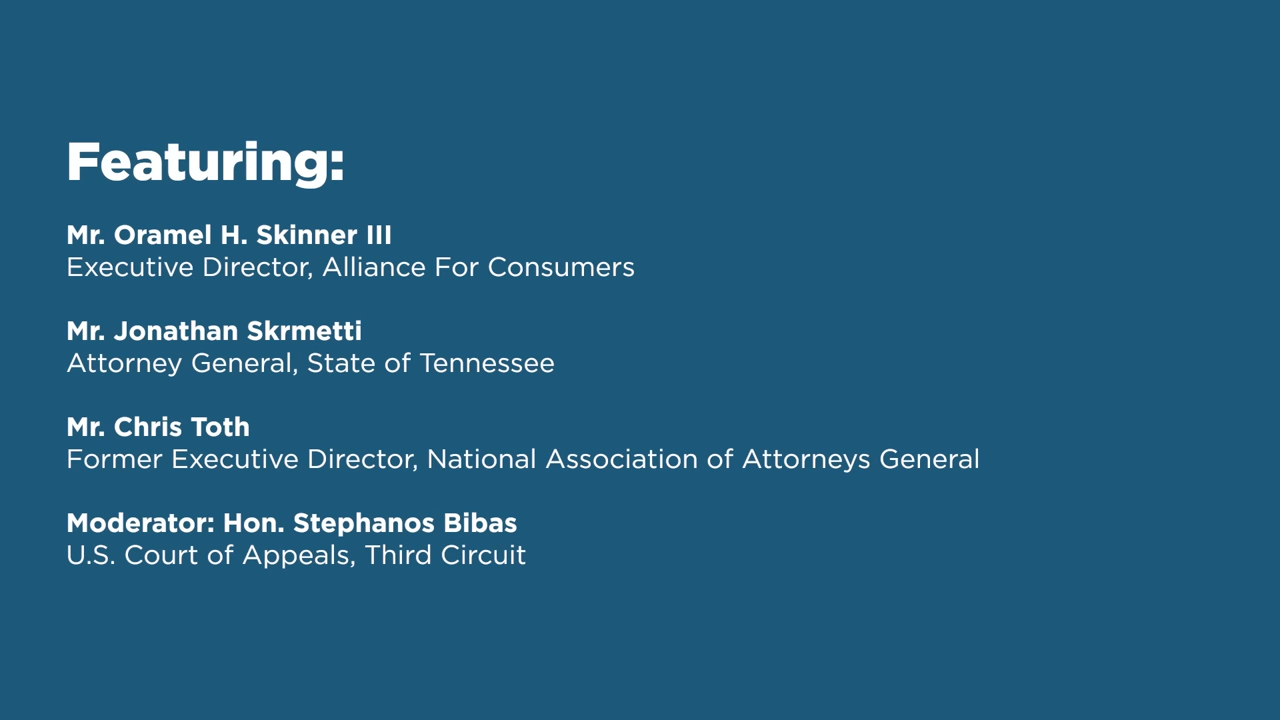 Featuring:
Mr. Oramel H. Skinner III
Executive Director, Alliance For Consumers
Mr. Jonathan Skrmetti
Attorney General, State of Tennessee
Mr. Chris Toth
Former Executive Director, National Association of Attorneys General
Moderator: Hon. Stephanos Bibas
U.S. Court of Appeals, Third Circuit